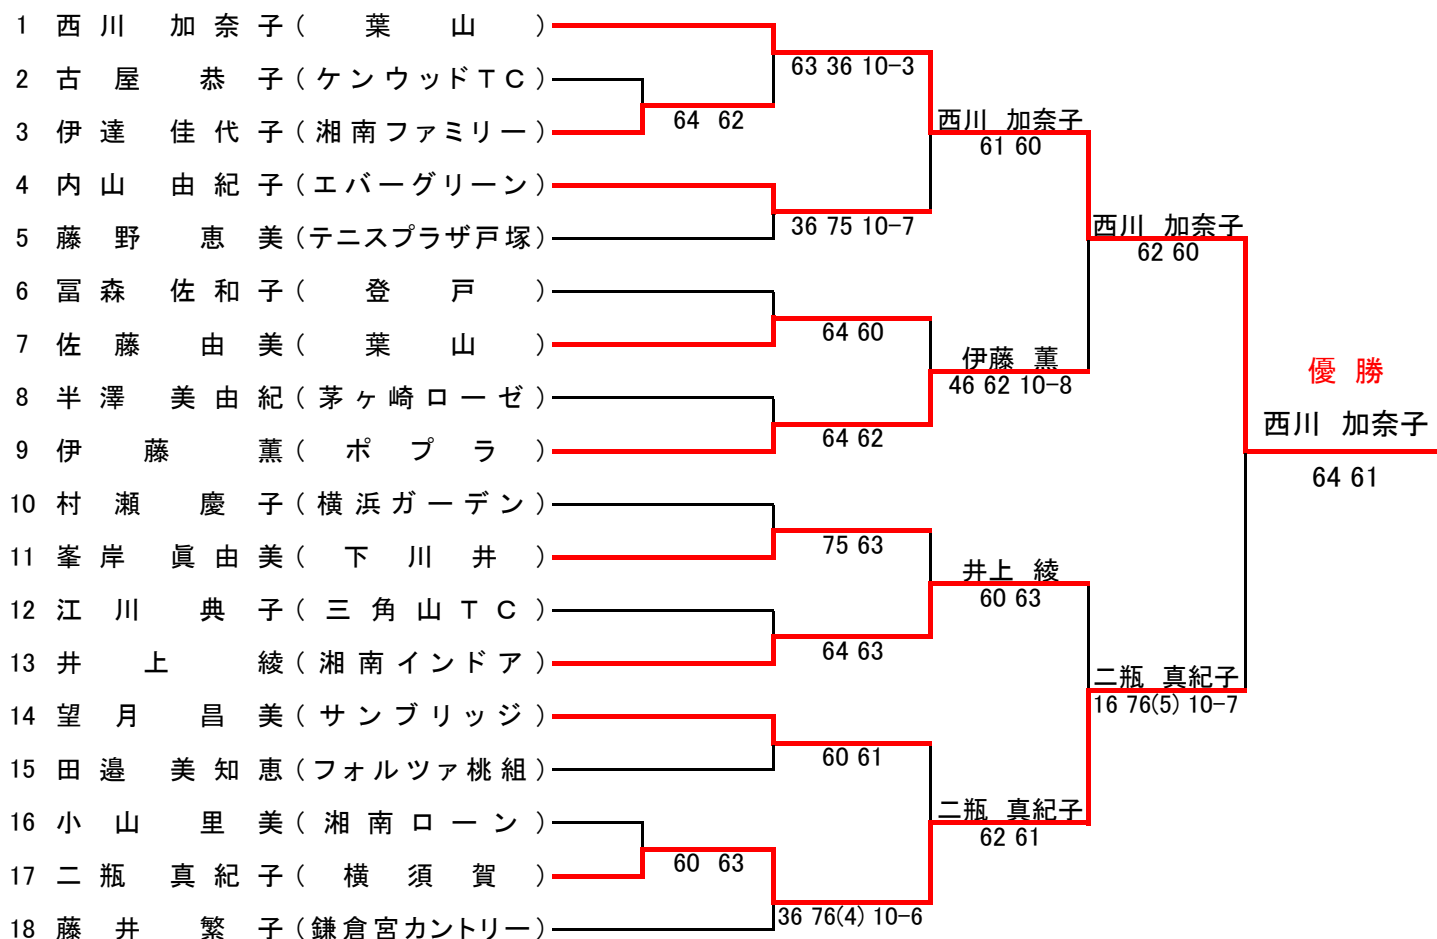 1 西川 加奈子 (葉山)
63 36 10-3
2 古屋 恭子 (ケンウッドTC)
64 62
3 伊達 佳代子 (湘南ファミリー)
西川 加奈子
61 60
4 内山 由紀子 (エバーグリーン)
36 75 10-7
5 藤野 恵美 (テニスプラザ戸塚)
西川 加奈子
62 60
6 冨森 佐和子 (登戸)
64 60
7 佐藤 由美 (葉山)
伊藤 薫
46 62 10-8
8 半澤 美由紀 (茅ヶ崎ローゼ)
64 62
9 伊藤 薫 (ポプラ)
優勝
西川 加奈子
64 61
10 村瀬 慶子 (横浜ガーデン)
75 63
11 峯岸 眞由美 (下川井)
井上 綾
60 63
12 江川 典子 (三角山TC)
64 63
13 井上 綾 (湘南インドア)
二瓶 真紀子
16 76(5) 10-7
14 望月 昌美 (サンブリッジ)
60 61
15 田邉 美知恵 (フォルツァ桃組)
二瓶 真紀子
62 61
16 小山 里美 (湘南ローン)
60 63
17 二瓶 真紀子 (横須賀)
36 76(4) 10-6
18 藤井 繁子 (鎌倉宮カントリー)